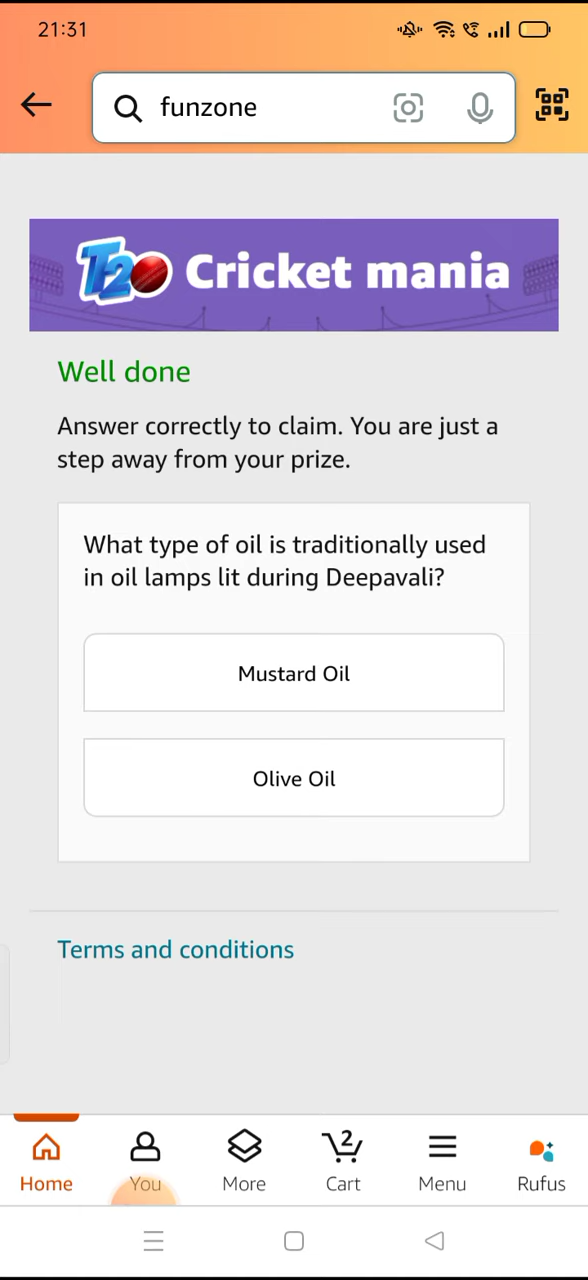 21:31
funzone
T20 Cricket mania
Well done
Answer correctly to claim. You are just a
step away from your prize.
What type of oil is traditionally used
in oil lamps lit during Deepavali?
Mustard Oil
Olive Oil
Terms and conditions
2
Home You More Cart Menu Rufus